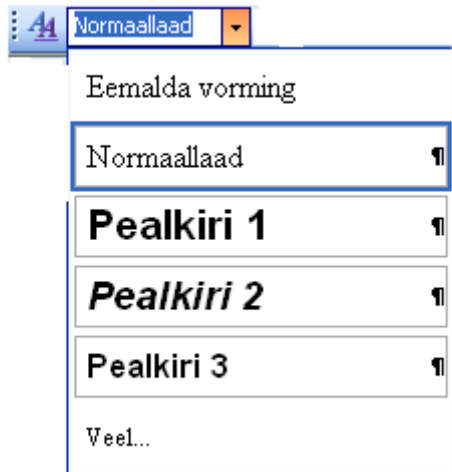 Normaallaad
Eemalda vorming
Normaallaad ¶
Pealkiri 1 ¶
Pealkiri 2 ¶
Pealkiri 3 ¶
Veel...